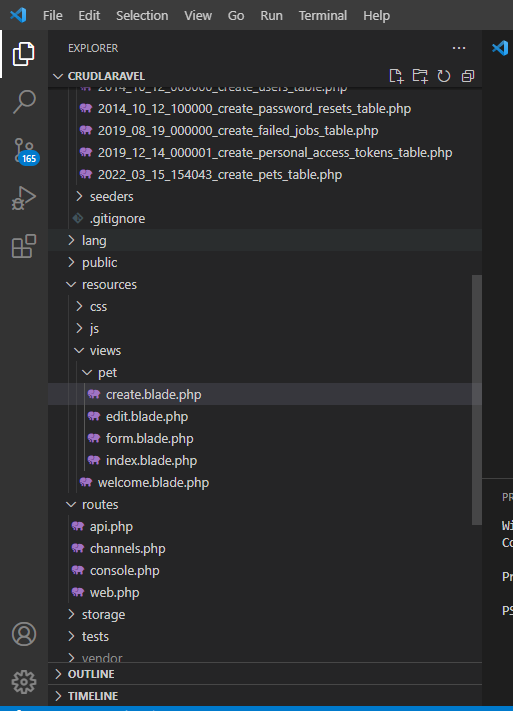 File Edit Selection View Go Run Terminal Help
EXPLORER ...
CRUDLARAVEL
2014_10_12_000000_create_users_table.php
2014_10_12_100000_create_password_resets_table.php
2019_08_19_000000_create_failed_jobs_table.php
2019_12_14_000001_create_personal_access_tokens_table.php
2022_03_15_154043_create_pets_table.php
165
seeders
.gitignore
lang
public
resources
css
js
views
pet
create.blade.php
edit.blade.php
form.blade.php
index.blade.php
welcome.blade.php
routes
api.php
channels.php
console.php
web.php
storage
tests
vendor
OUTLINE
TIMELINE
PR
Wi
Co
Pr
PS